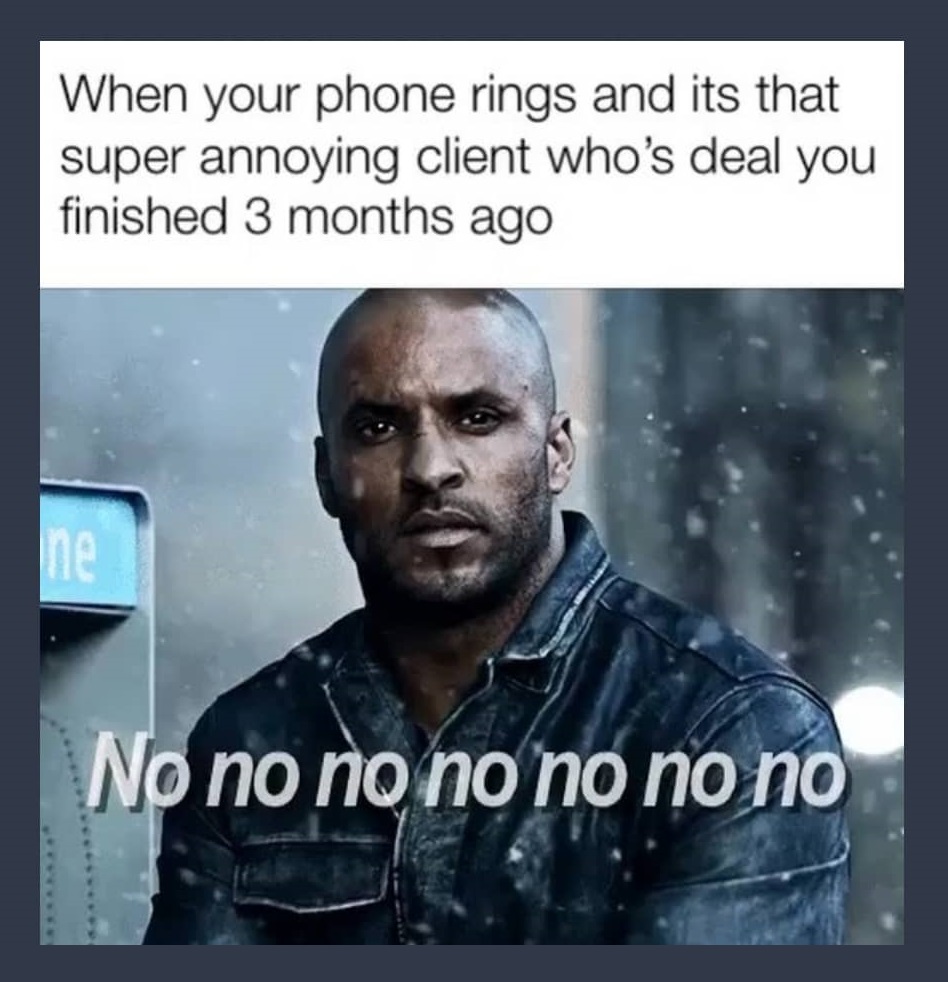 When your phone rings and its that
super annoying client who's deal you
finished 3 months ago
ne
No no no no no no no